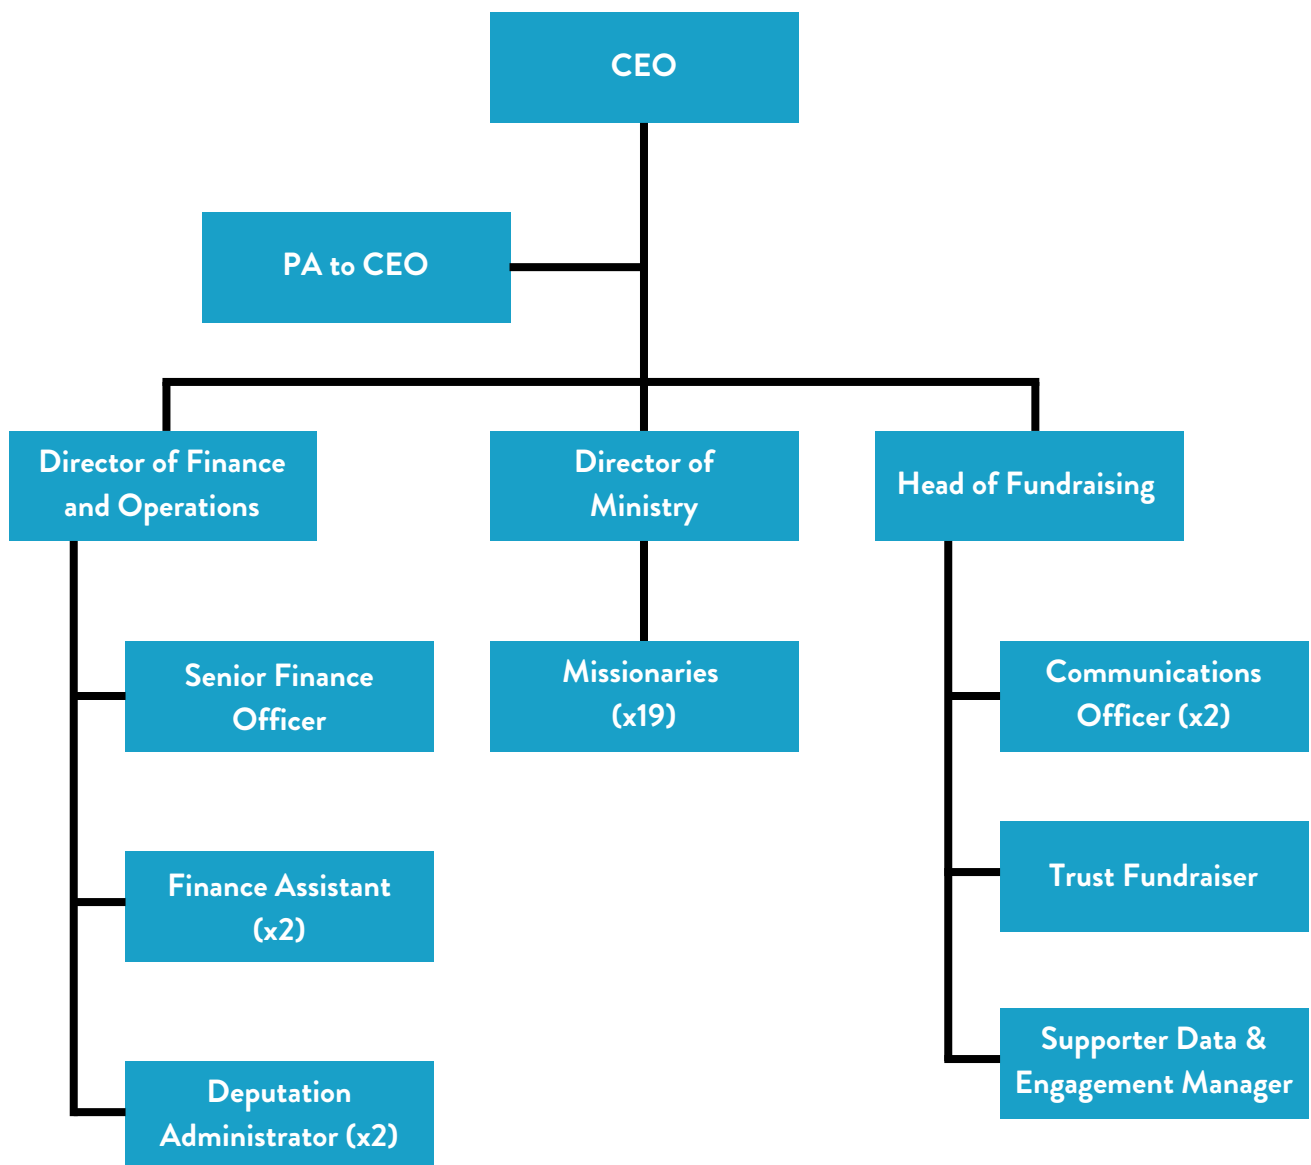 CEO
PA to CEO
Director of Finance
and Operations
Director of
Ministry
Head of Fundraising
Senior Finance
Officer
Missionaries
(x19)
Communications
Officer (x2)
Finance Assistant
(x2)
Trust Fundraiser
Deputation
Administrator (x2)
Supporter Data &
Engagement Manager